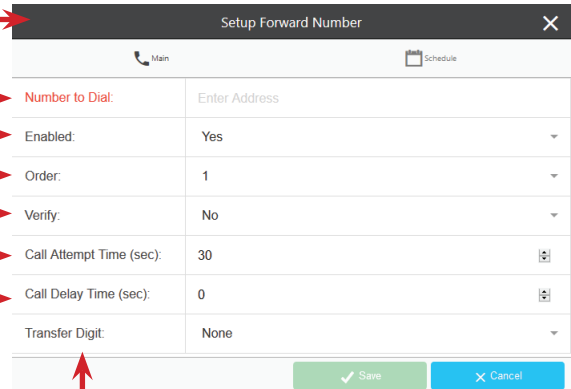 Setup Forward Number
Main Schedule
Number to Dial: Enter Address
Enabled: Yes
Order: 1
Verify: No
Call Attempt Time (sec): 30
Call Delay Time (sec): 0
Transfer Digit: None
Save Cancel